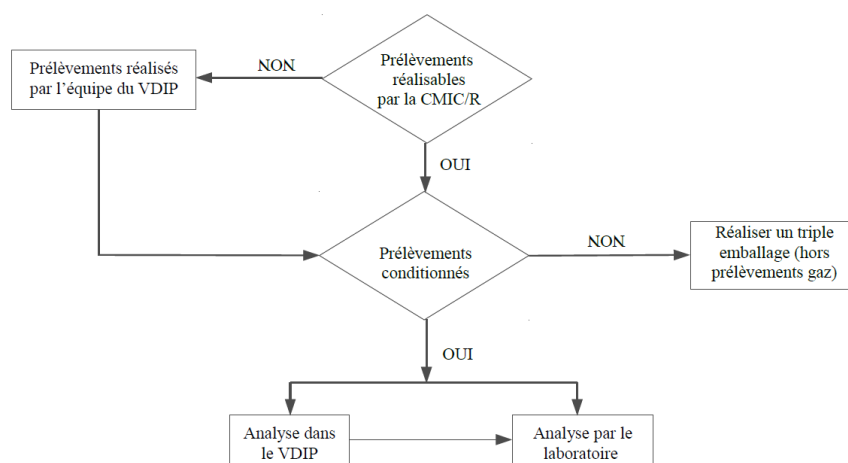 Prélèvements
réalisables
par la CMIC/R
NON
Prélèvements réalisés
par l’équipe du VDIP
OUI
Prélèvements
conditionnés
NON
Réaliser un triple
emballage (hors
prélèvements gaz)
OUI
Analyse dans
le VDIP
Analyse par le
laboratoire